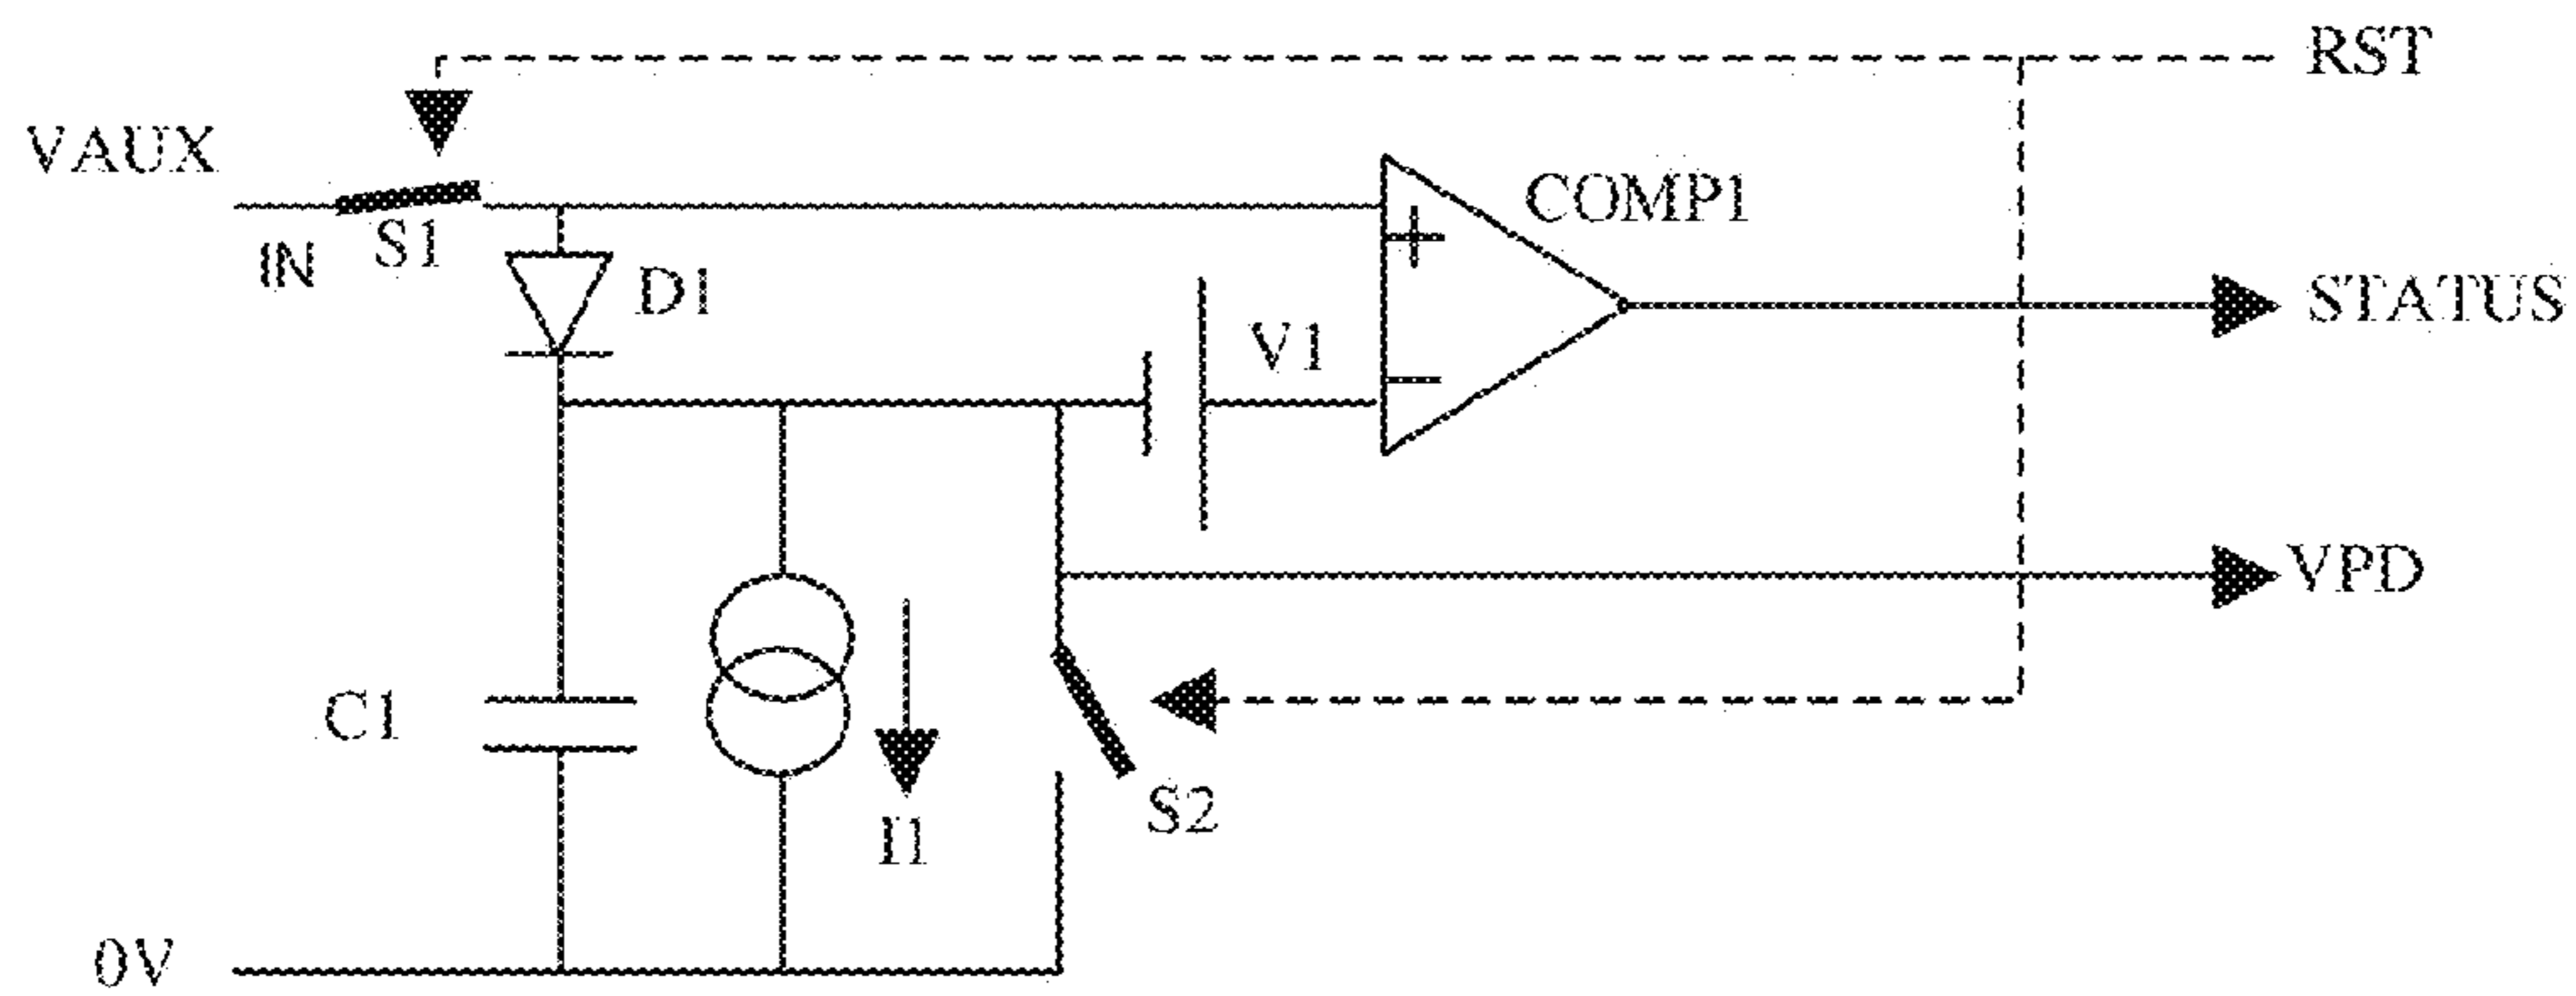 RST
VAUX
COMP1
S1
IN
D1
STATUS
V1
+
−
VPD
C1
S2
I1
0V